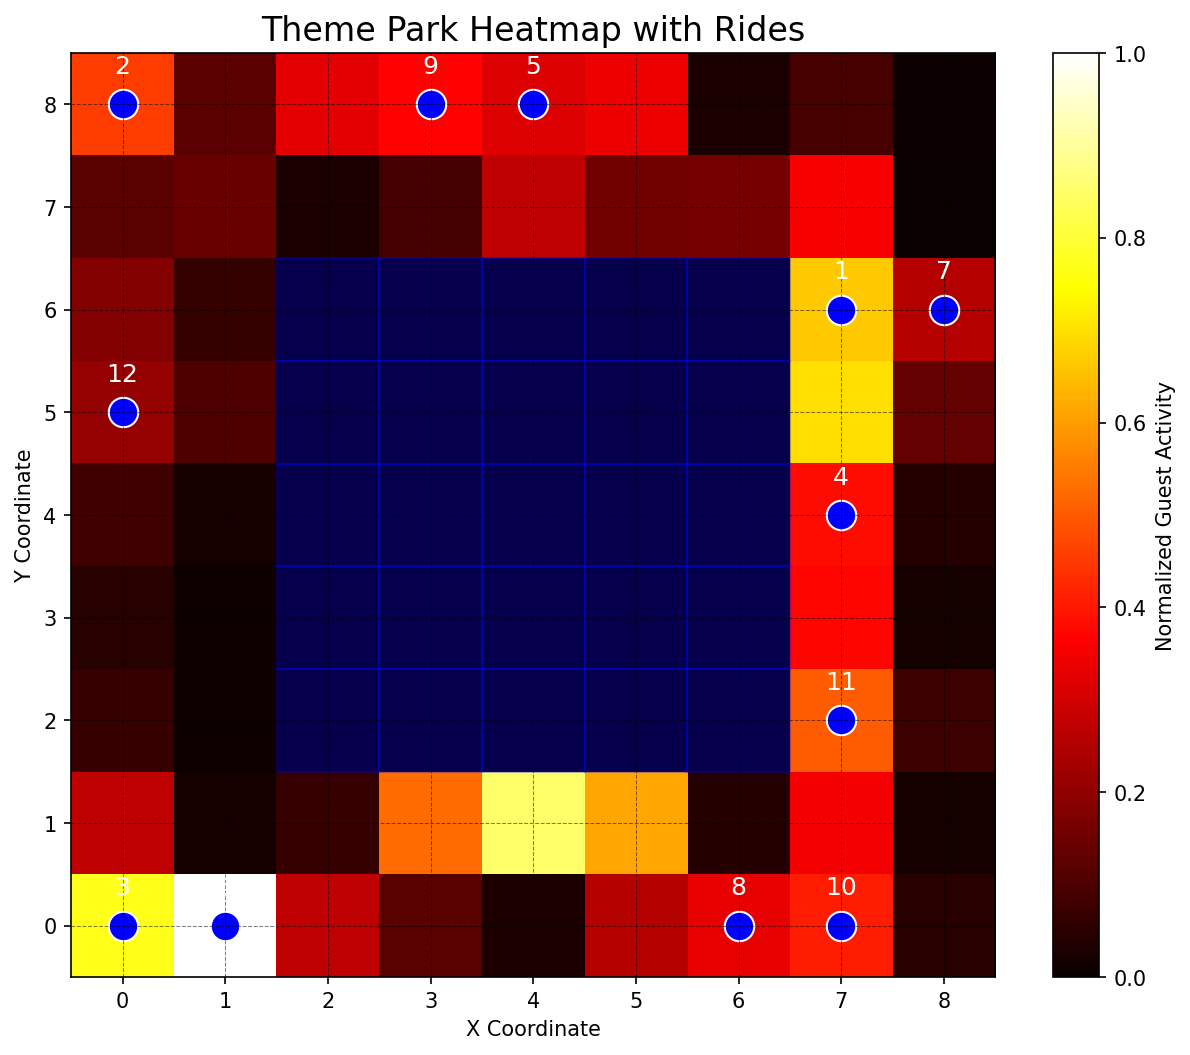 Theme Park Heatmap with Rides
2 9 5
1 7
12
4
11
3 8 10
8
7
6
5
4
3
2
1
0
Y Coordinate
0 1 2 3 4 5 6 7 8
X Coordinate
1.0
0.8
0.6
0.4
0.2
0.0
Normalized Guest Activity